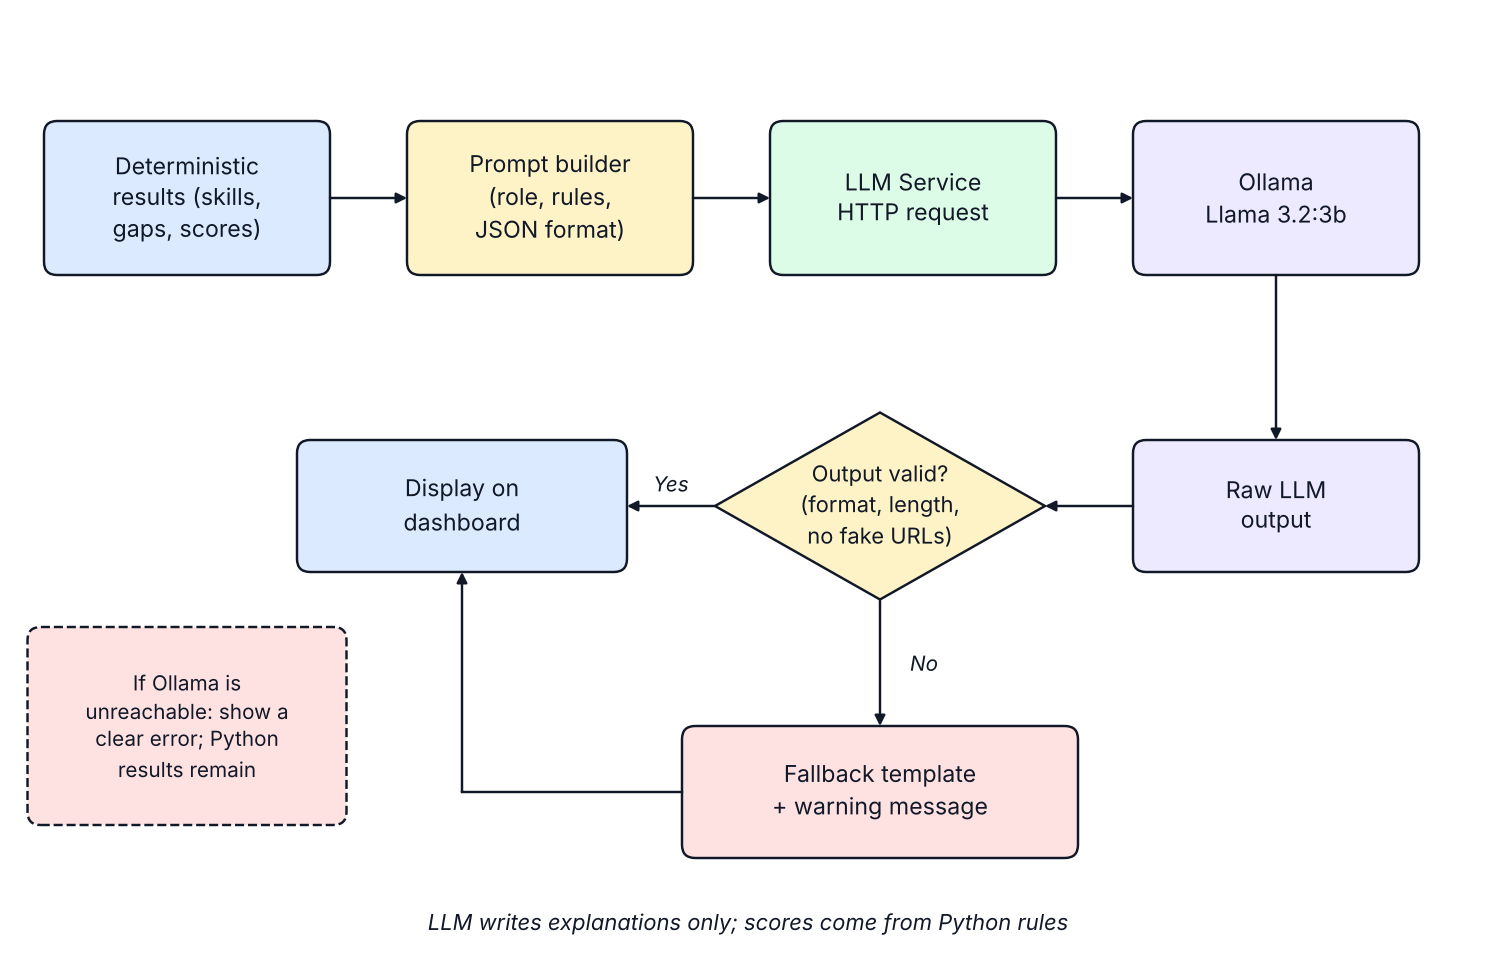 Deterministic
results (skills,
gaps, scores)
Prompt builder
(role, rules,
JSON format)
LLM Service
HTTP request
Ollama
Llama 3.2:3b
Display on
dashboard
Yes
Output valid?
(format, length,
no fake URLs)
Raw LLM
output
No
If Ollama is
unreachable: show a
clear error; Python
results remain
Fallback template
+ warning message
LLM writes explanations only; scores come from Python rules